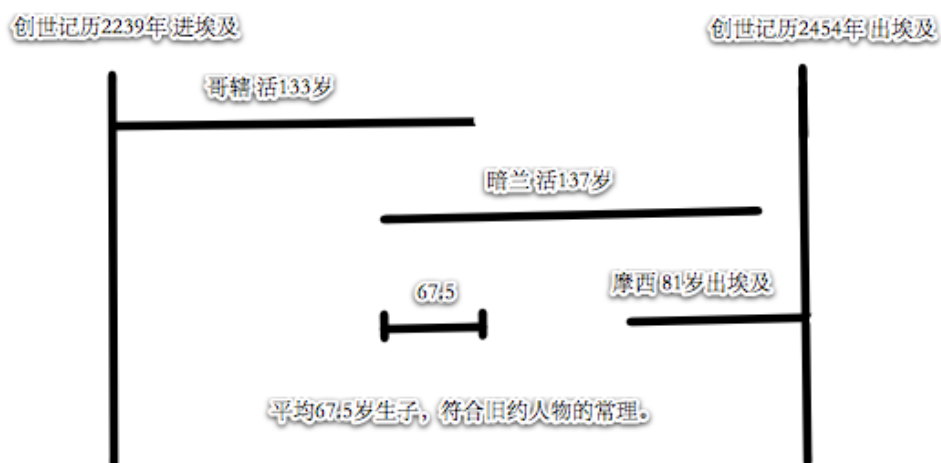 创世记历2239年 进埃及
创世记历2454年 出埃及
哥辖 活133岁
暗兰 活137岁
摩西 81岁出埃及
67.5
平均67.5岁生子，符合旧约人物的常理。